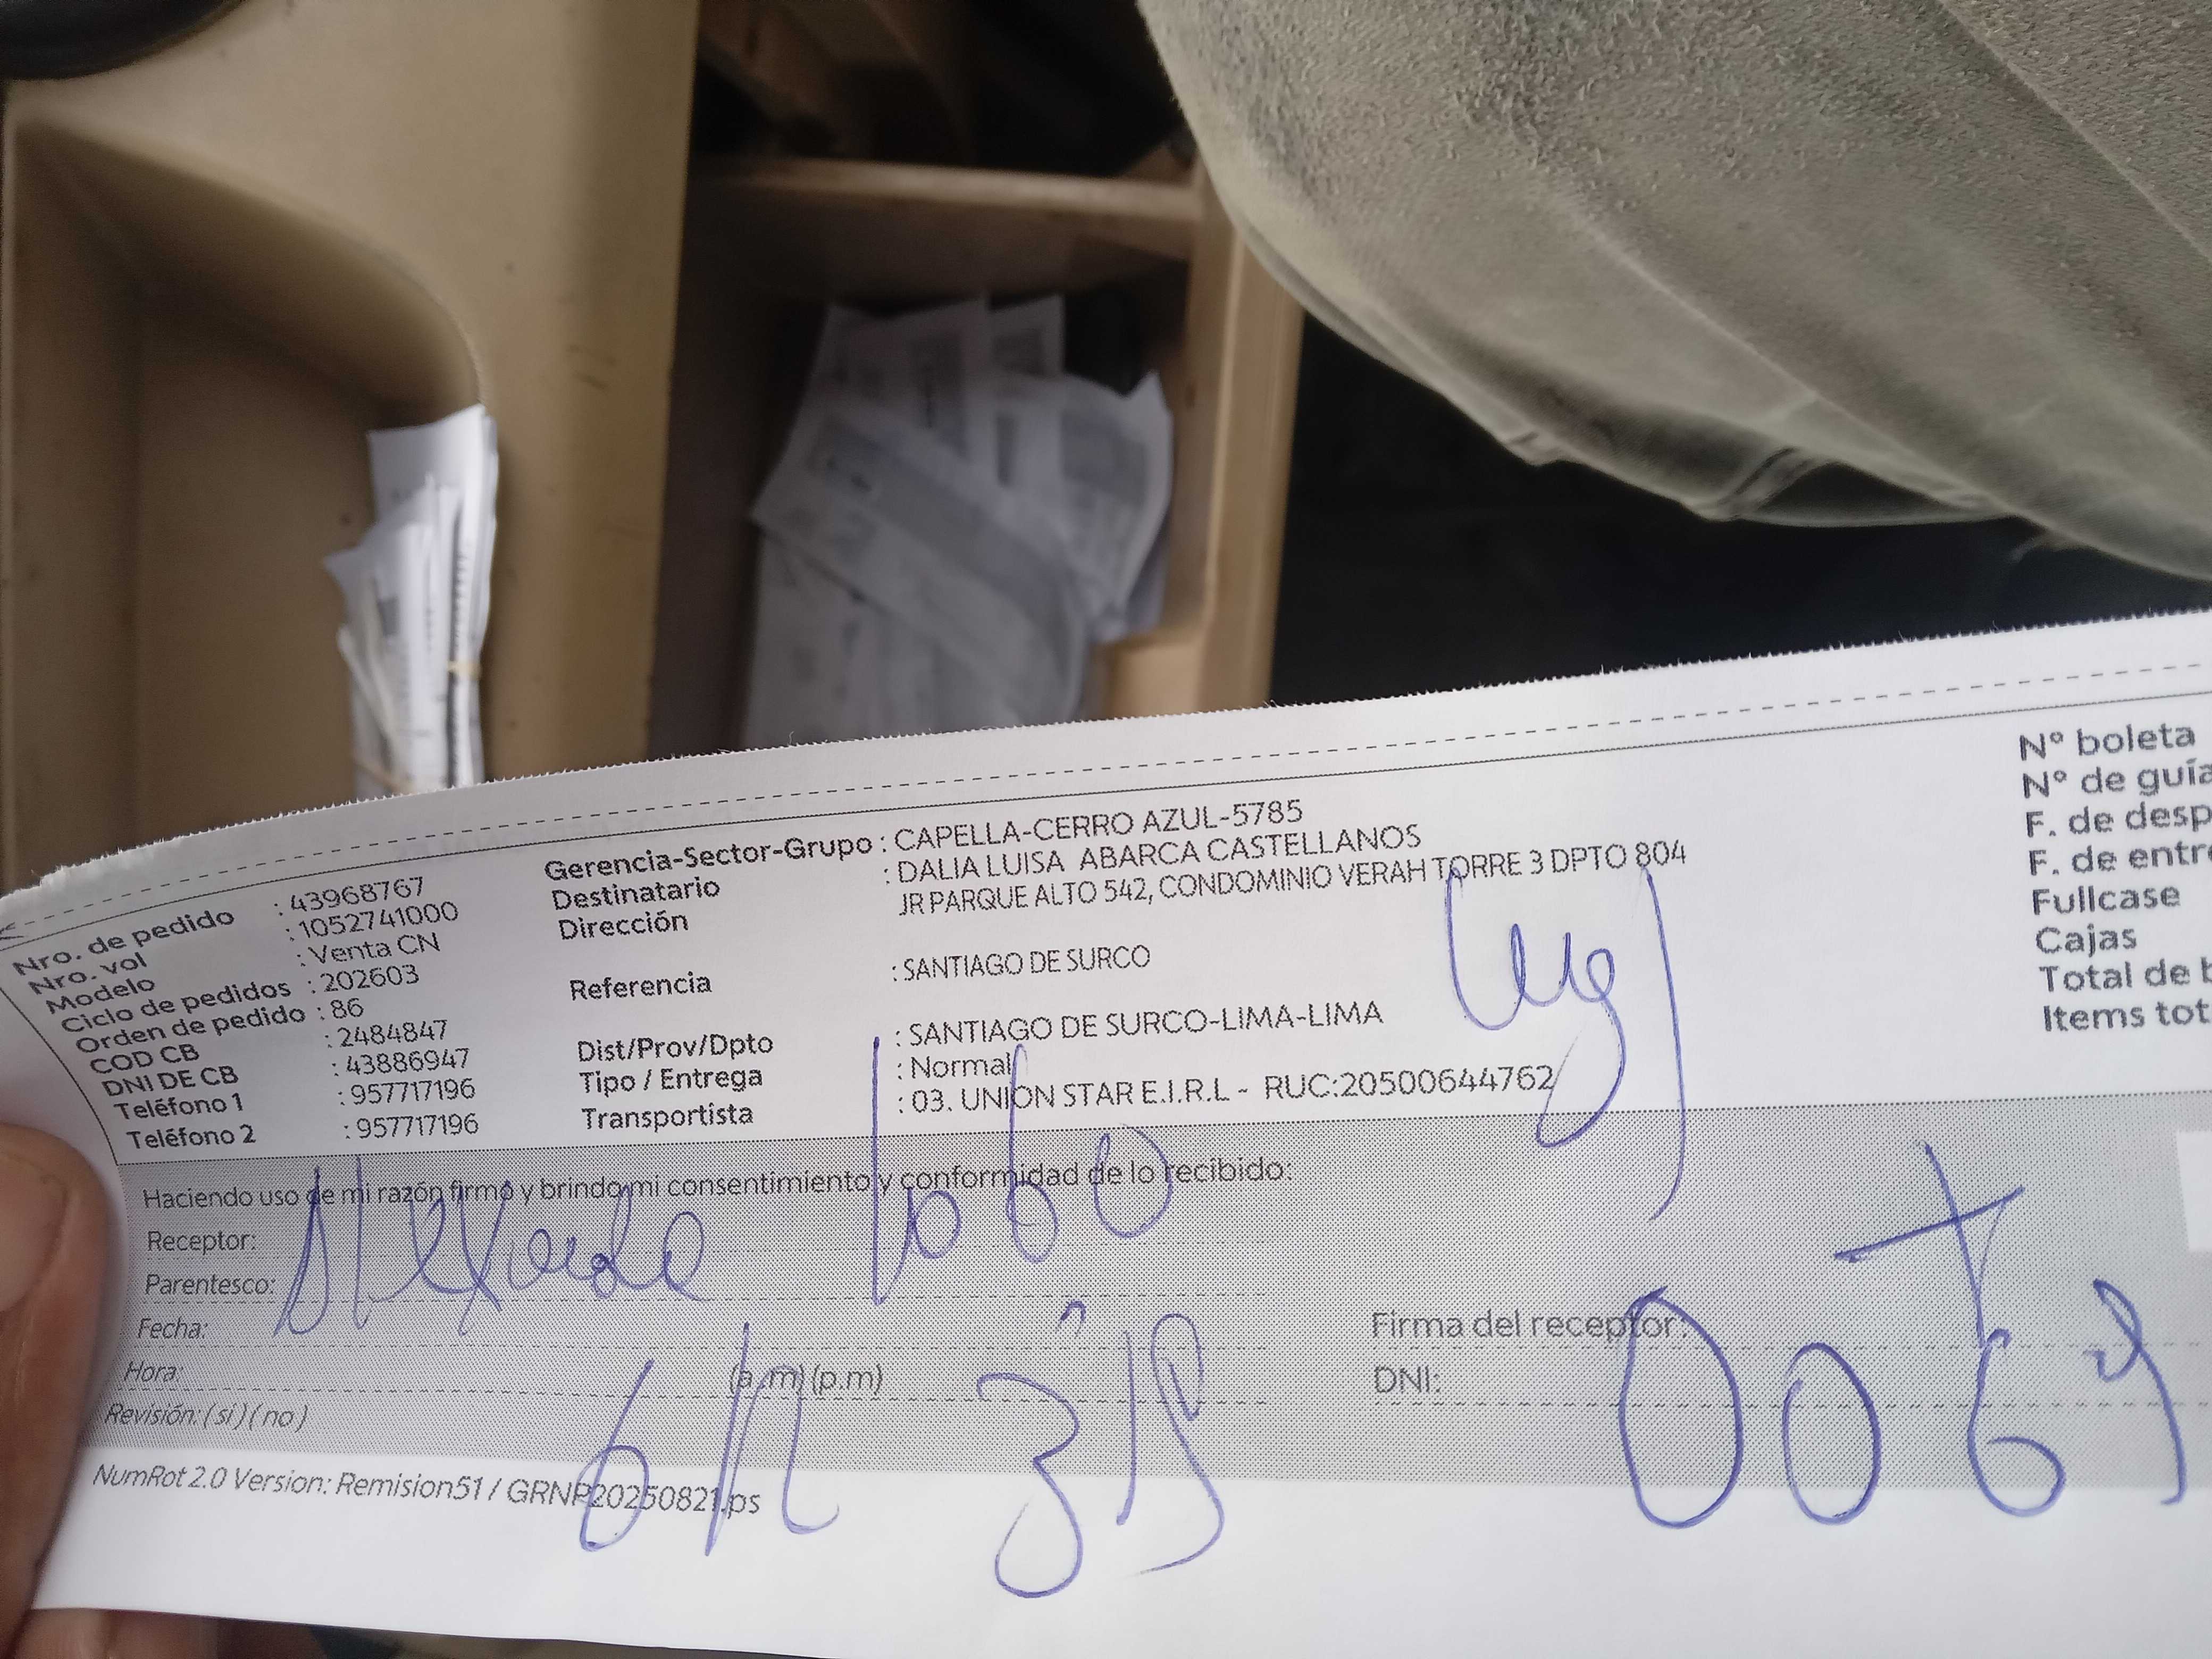 Nro. de pedido : 43968767
Nro. vol : 1052741000
Modelo : Venta CN
Ciclo de pedidos : 202603
Orden de pedido : 86
COD CB : 2484847
DNI DE CB : 43886947
Teléfono 1 : 957717196
Teléfono 2 : 957717196
Gerencia-Sector-Grupo : CAPELLA-CERRO AZUL-5785
Destinatario : DALIA LUISA ABARCA CASTELLANOS
Dirección JR PARQUE ALTO 542, CONDOMINIO VERAH TORRE 3 DPTO 804
Referencia : SANTIAGO DE SURCO
Dist/Prov/Dpto : SANTIAGO DE SURCO-LIMA-LIMA
Tipo / Entrega : Normal
Transportista : 03. UNION STAR E.I.R.L - RUC:20500644762
N° boleta
N° de guía
F. de desp
F. de entre
Fullcase
Cajas
Total de b
Items tot
Haciendo uso de mi razón firmo y brindo mi consentimiento y conformidad de lo recibido:
Receptor:
Parentesco:
Fecha:
Hora: (a.m) (p.m)
Revisión: ( si ) ( no )
Firma del receptor:
DNI:
NumRot 2.0 Version: Remision51 / GRNP20250821.ps